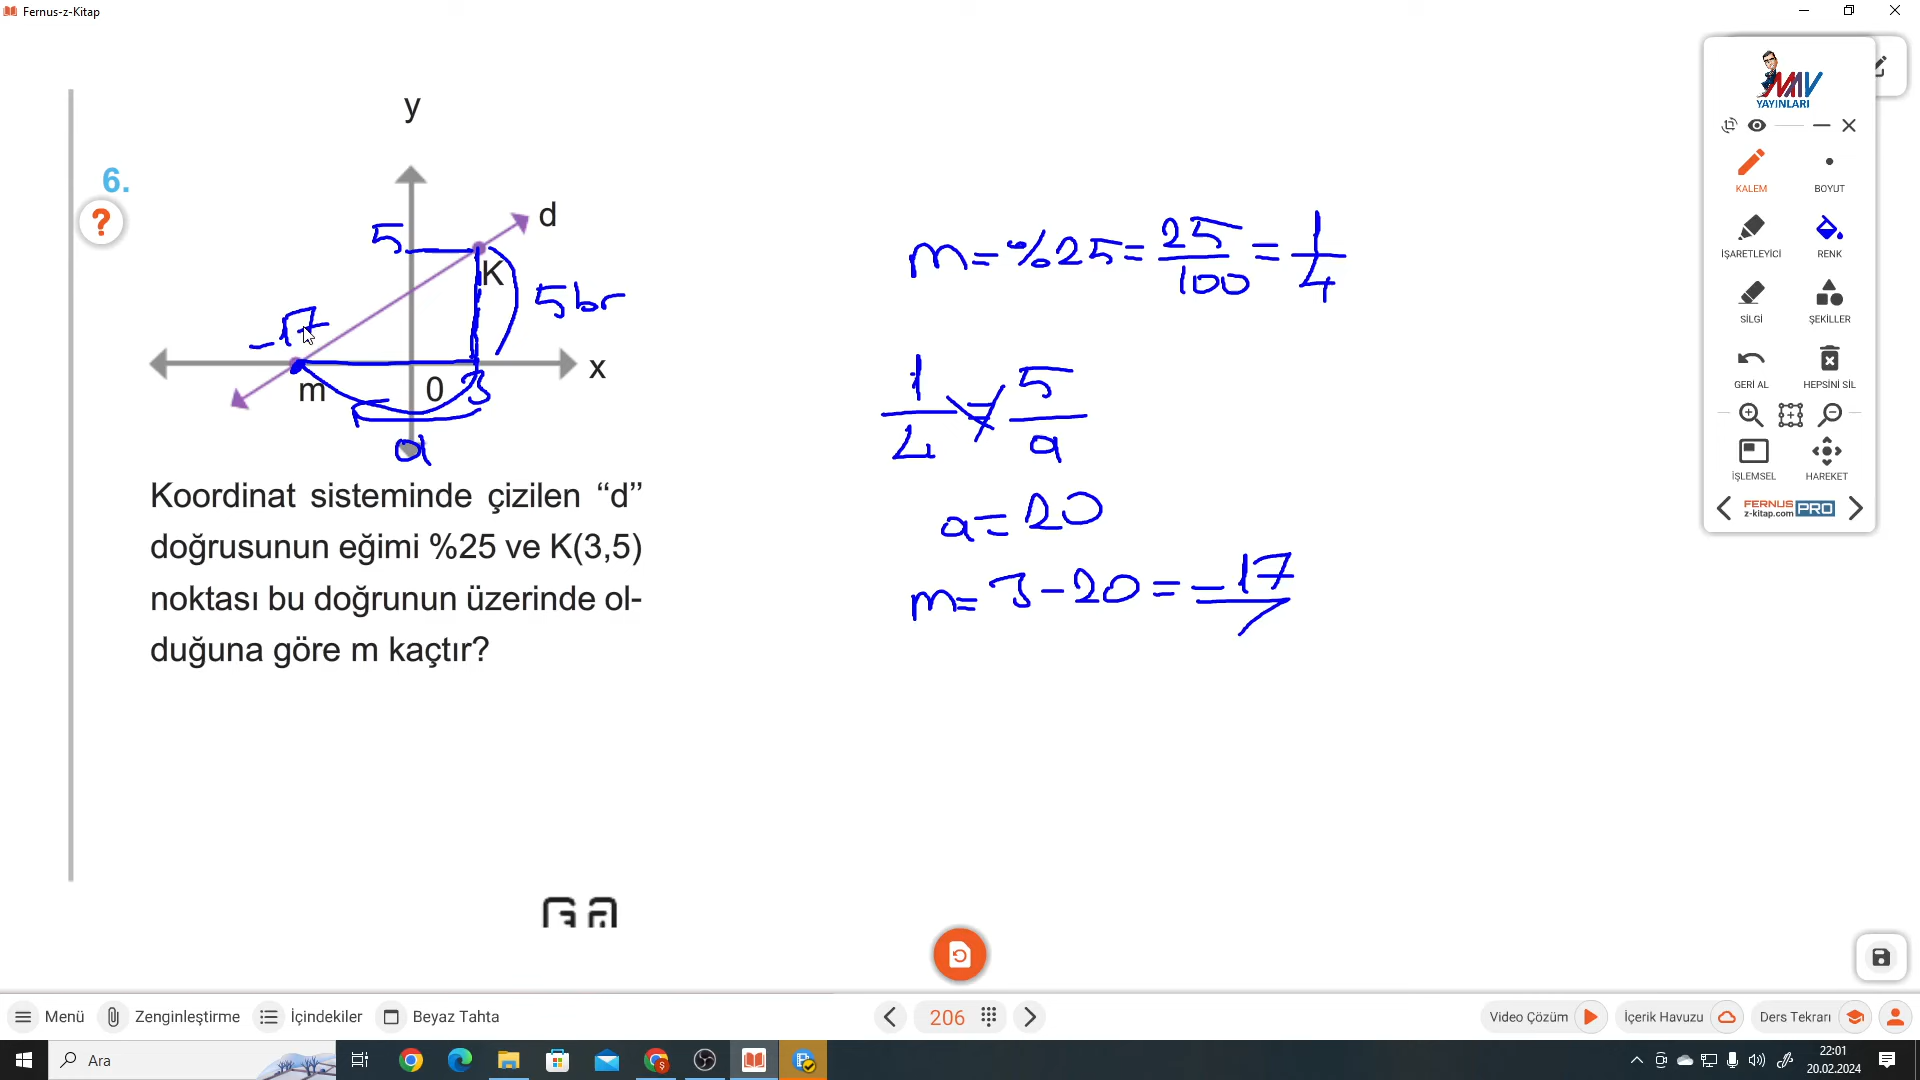 Fernus-z-Kitap
MAV
YAYINLARI
KALEM
BOYUT
İŞARETLEYİCİ
RENK
SİLGİ
ŞEKİLLER
GERİ AL
HEPSİNİ SİL
İŞLEMSEL
HAREKET
FERNUS
z-kitap.com
PRO
6.
?
y
d
5
K
5br
-17
x
m
0
3
a
Koordinat sisteminde çizilen “d”
doğrusunun eğimi %25 ve K(3,5)
noktası bu doğrunun üzerinde ol-
duğuna göre m kaçtır?
m = %25 = 25/100 = 1/4
1/4 = 5/a
a = 20
m = 3 - 20 = -17
Menü
Zenginleştirme
İçindekiler
Beyaz Tahta
206
Video Çözüm
İçerik Havuzu
Ders Tekrarı
Ara
22:01
20.02.2024